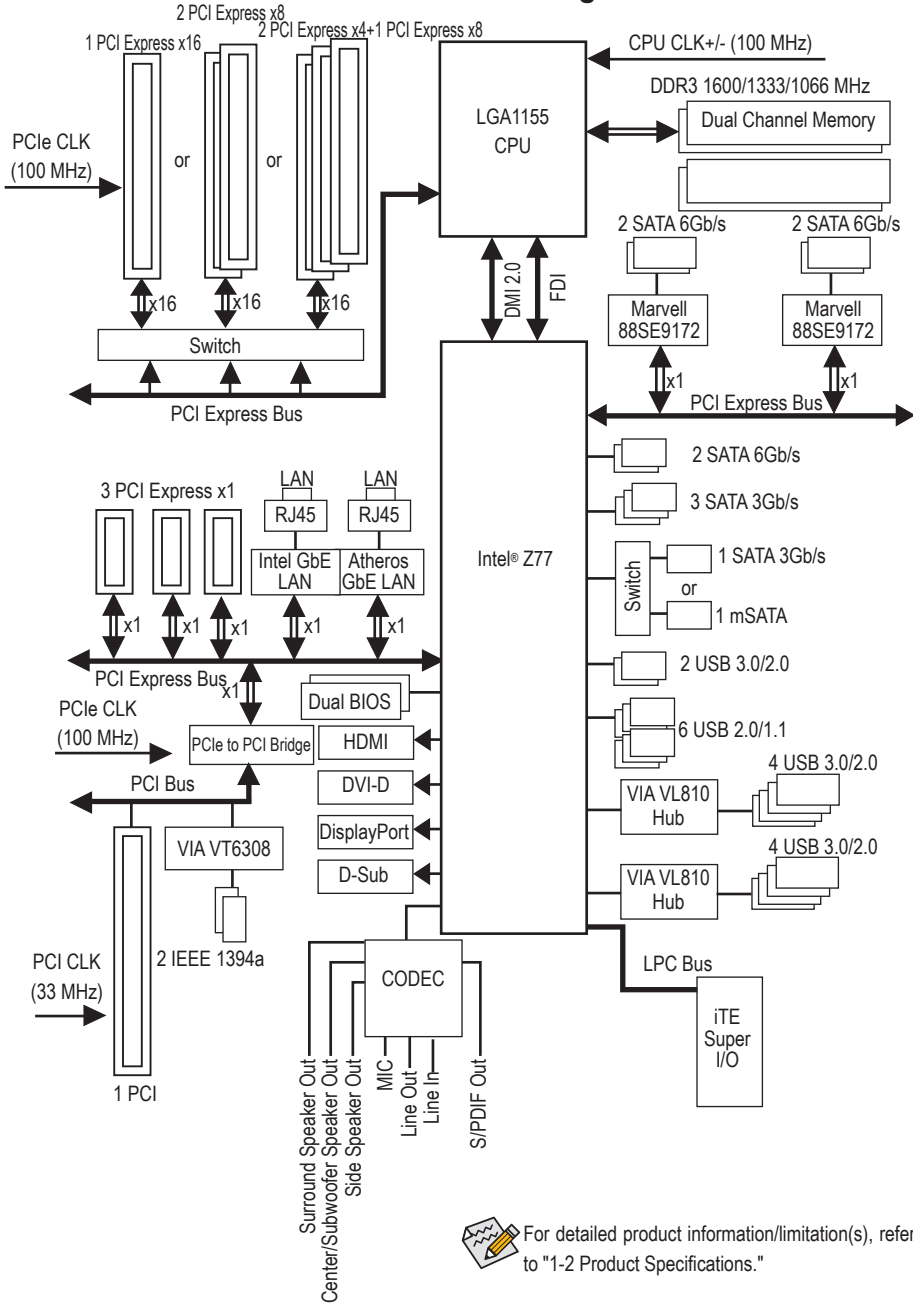 2 PCI Express x8
1 PCI Express x16
2 PCI Express x4+1 PCI Express x8
CPU CLK+/- (100 MHz)
DDR3 1600/1333/1066 MHz
LGA1155
CPU
Dual Channel Memory
PCIe CLK
(100 MHz)
or
or
2 SATA 6Gb/s
2 SATA 6Gb/s
x16
x16
x16
DMI 2.0
FDI
Marvell
88SE9172
Marvell
88SE9172
Switch
x1
x1
PCI Express Bus
PCI Express Bus
2 SATA 6Gb/s
3 PCI Express x1
LAN
LAN
RJ45
RJ45
3 SATA 3Gb/s
Intel GbE
LAN
Atheros
GbE LAN
Intel® Z77
Switch
1 SATA 3Gb/s
or
1 mSATA
x1
x1
x1
x1
x1
PCI Express Bus
x1
2 USB 3.0/2.0
Dual BIOS
PCIe CLK
(100 MHz)
PCIe to PCI Bridge
HDMI
6 USB 2.0/1.1
PCI Bus
DVI-D
VIA VL810
Hub
4 USB 3.0/2.0
VIA VT6308
DisplayPort
D-Sub
VIA VL810
Hub
4 USB 3.0/2.0
2 IEEE 1394a
PCI CLK
(33 MHz)
CODEC
LPC Bus
iTE
Super
I/O
1 PCI
Surround Speaker Out
Center/Subwoofer Speaker Out
Side Speaker Out
MIC
Line Out
Line In
S/PDIF Out
For detailed product information/limitation(s), refer
to "1-2 Product Specifications."